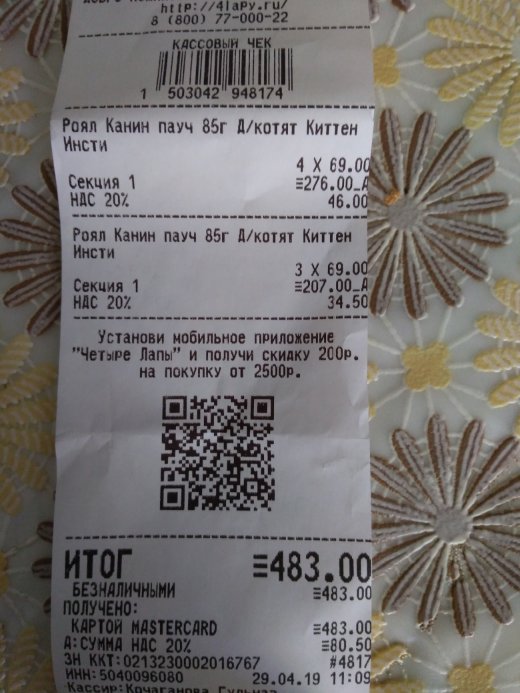 http://4lapy.ru/
8 (800) 77-000-22
КАССОВЫЙ ЧЕК
1 503042 948174
Роял Канин пауч 85г Д/котят Киттен
Инсти
4 X 69.00
Секция 1 ≡276.00_А
НДС 20% 46.00
Роял Канин пауч 85г Д/котят Киттен
Инсти
3 X 69.00
Секция 1 ≡207.00_А
НДС 20% 34.50
Установи мобильное приложение
"Четыре Лапы" и получи скидку 200р.
на покупку от 2500р.
ИТОГ ≡483.00
БЕЗНАЛИЧНЫМИ ≡483.00
ПОЛУЧЕНО:
КАРТОЙ MASTERCARD ≡483.00
А:СУММА НДС 20% ≡80.50
ЗН ККТ:0213230002016767 #4817
ИНН:5040096080 29.04.19 11:09
Кассир:Кочаганова